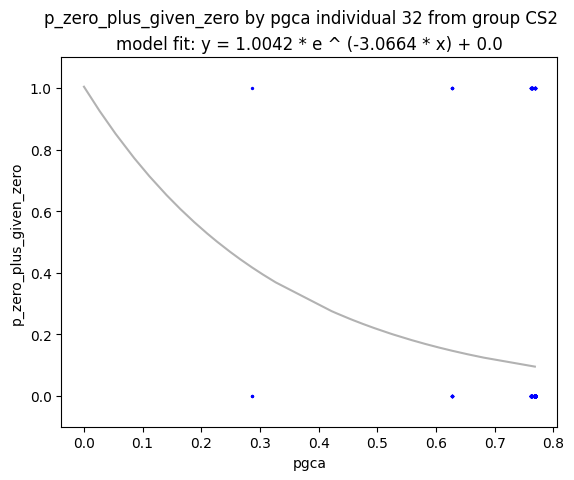 p_zero_plus_given_zero by pgca individual 32 from group CS2
model fit: y = 1.0042 * e ^ (-3.0664 * x) + 0.0
p_zero_plus_given_zero
1.0
0.8
0.6
0.4
0.2
0.0
0.0 0.1 0.2 0.3 0.4 0.5 0.6 0.7 0.8
pgca